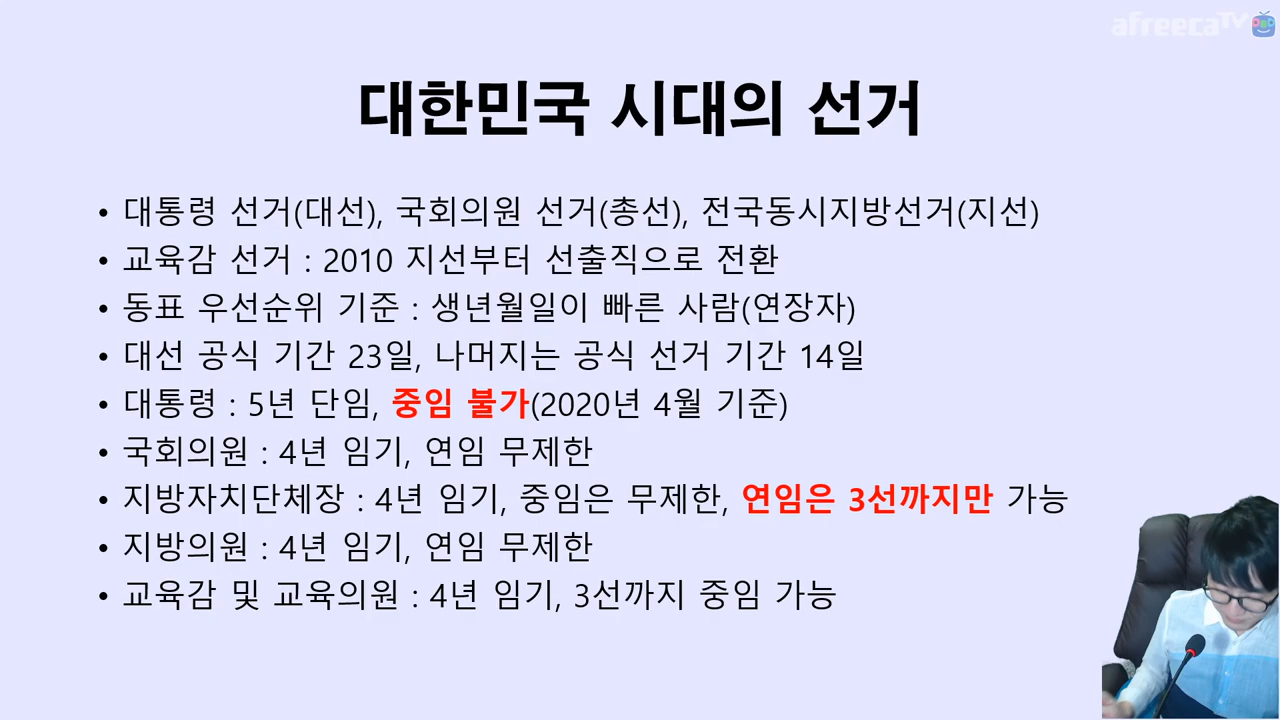 afreecaTV
대한민국 시대의 선거
• 대통령 선거(대선), 국회의원 선거(총선), 전국동시지방선거(지선)
• 교육감 선거 : 2010 지선부터 선출직으로 전환
• 동표 우선순위 기준 : 생년월일이 빠른 사람(연장자)
• 대선 공식 기간 23일, 나머지는 공식 선거 기간 14일
• 대통령 : 5년 단임, 중임 불가(2020년 4월 기준)
• 국회의원 : 4년 임기, 연임 무제한
• 지방자치단체장 : 4년 임기, 중임은 무제한, 연임은 3선까지만 가능
• 지방의원 : 4년 임기, 연임 무제한
• 교육감 및 교육의원 : 4년 임기, 3선까지 중임 가능